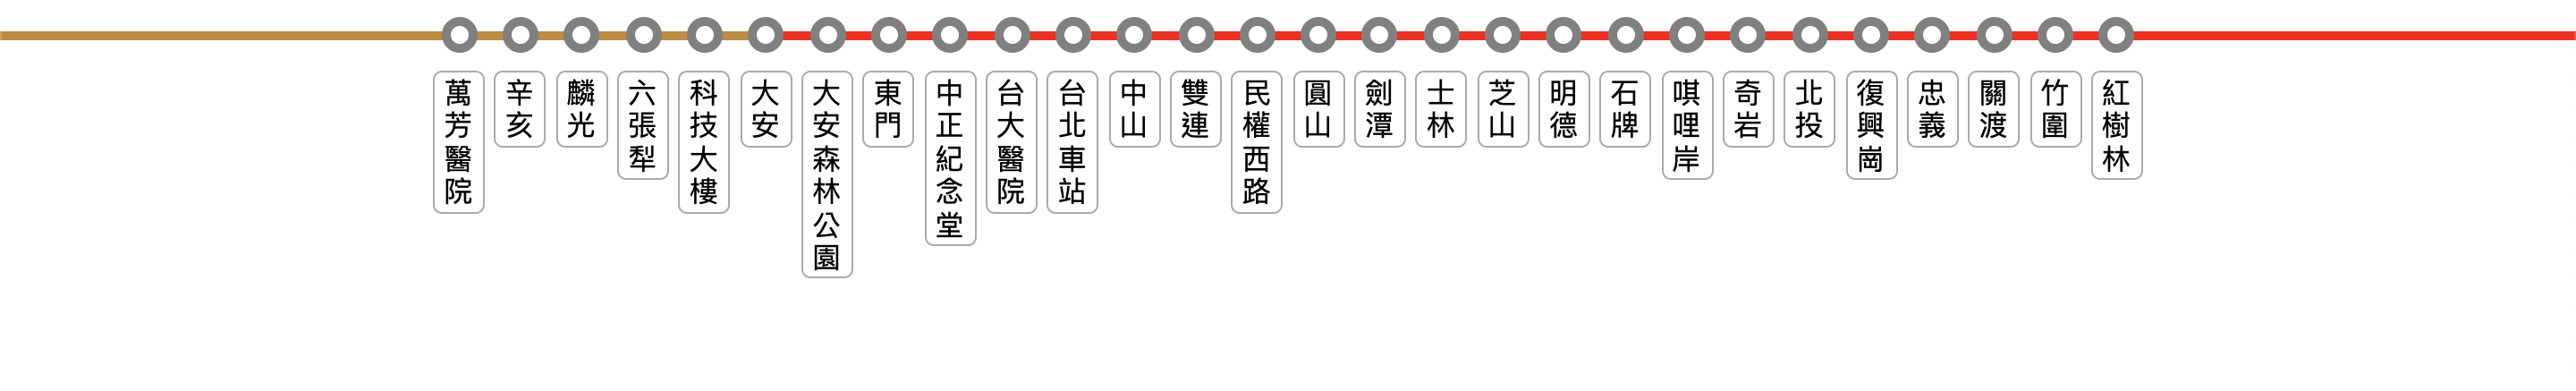 萬芳醫院
辛亥
麟光
六張犁
科技大樓
大安
大安森林公園
東門
中正紀念堂
台大醫院
台北車站
中山
雙連
民權西路
圓山
劍潭
士林
芝山
明德
石牌
唭哩岸
奇岩
北投
復興崗
忠義
關渡
竹圍
紅樹林